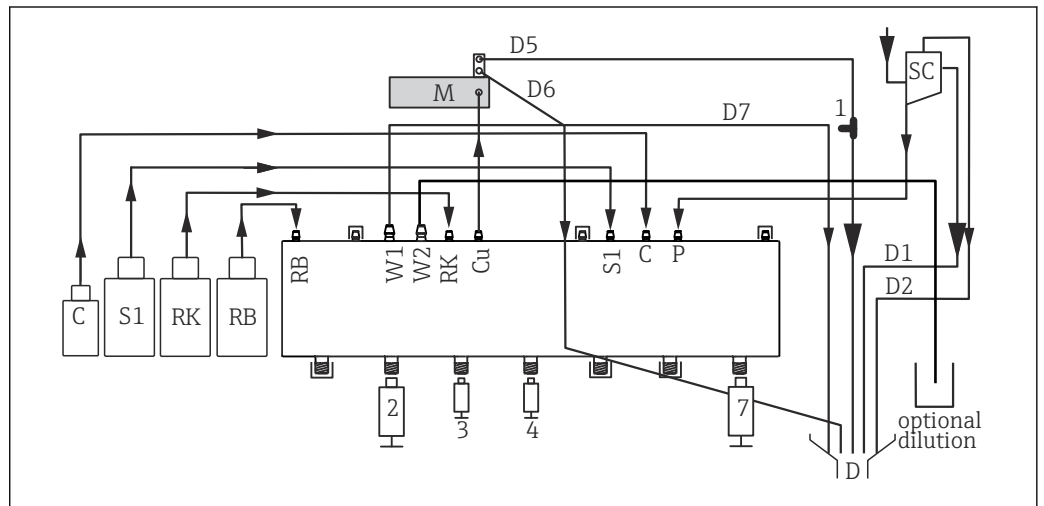 D5
SC
M
D6
1
D7
RB
W1
W2
RK
Cu
S1
C
P
D1
D2
C
S1
RK
RB
2
3
4
7
optional
dilution
D